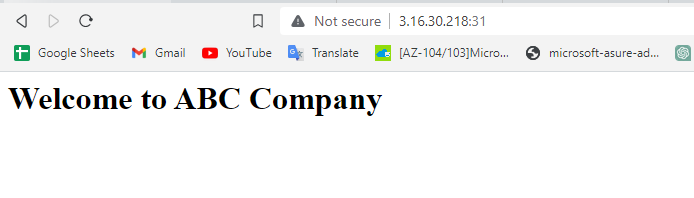 Not secure 3.16.30.218:31
Google Sheets Gmail YouTube Translate [AZ-104/103]Micro... microsoft-asure-ad...
Welcome to ABC Company